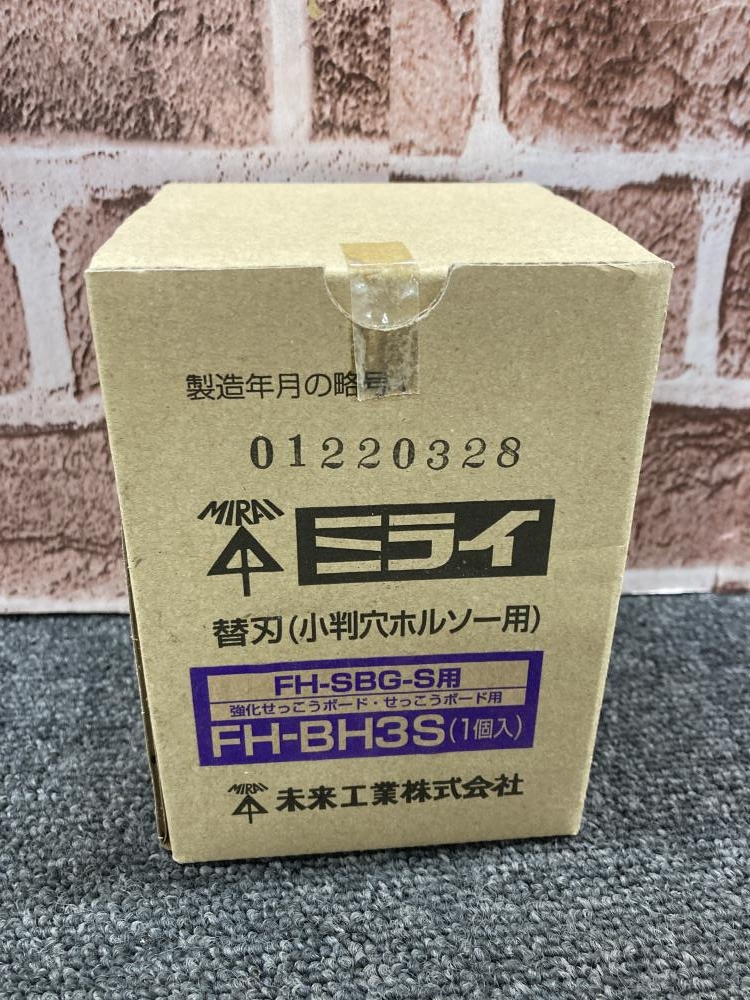 製造年月の略号
01220328
MIRAI ミライ
替刃(小判穴ホルソー用)
FH-SBG-S用
強化せっこうボード・せっこうボード用
FH-BH3S(1個入)
MIRAI 未来工業株式会社